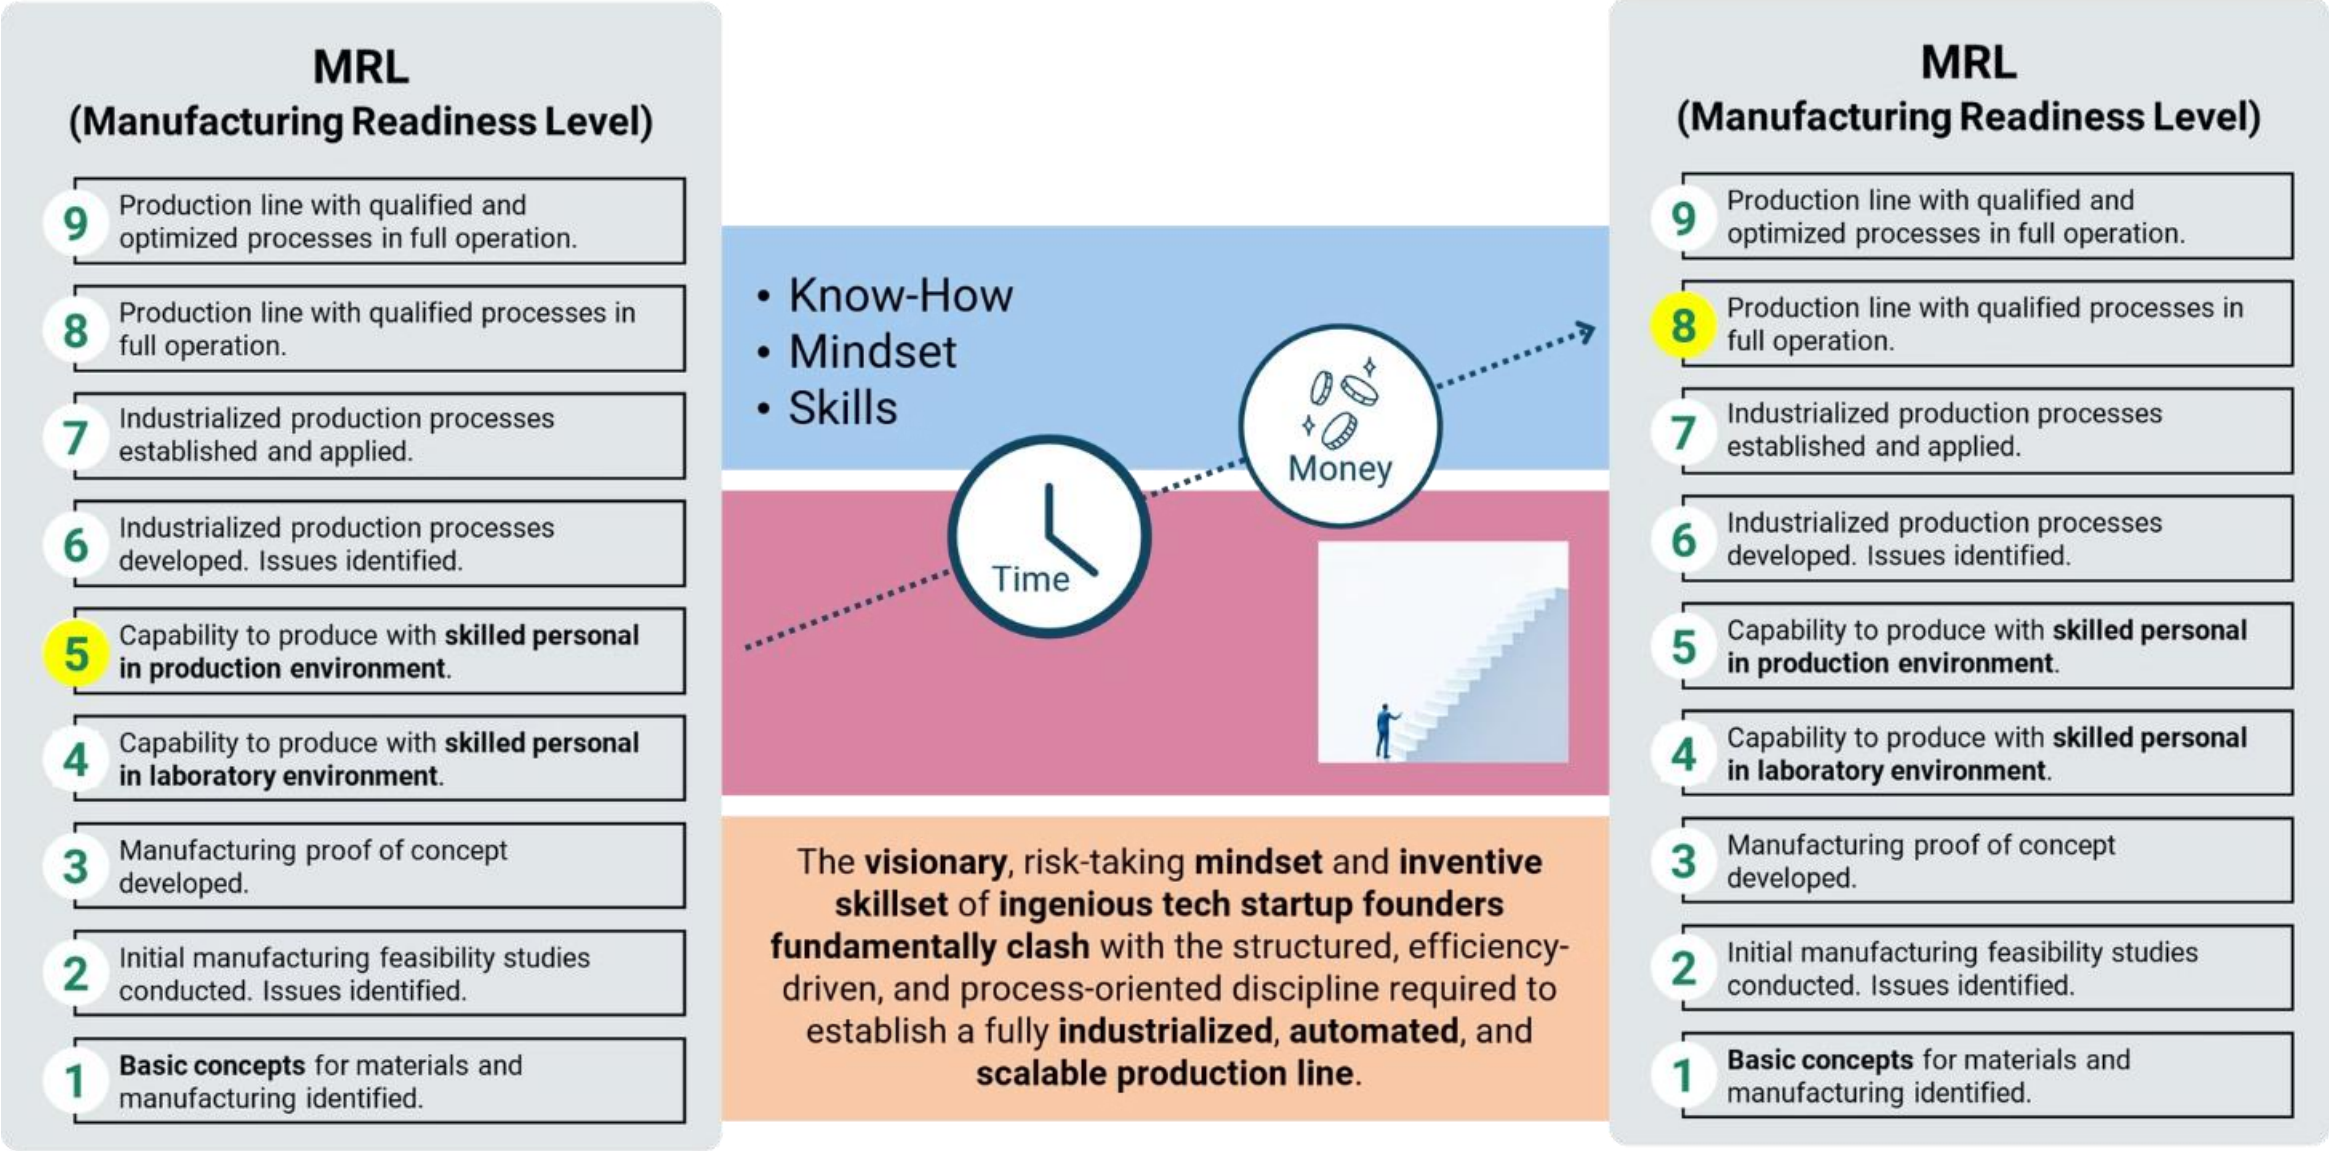 MRL
(Manufacturing Readiness Level)
9
Production line with qualified and
optimized processes in full operation.
8
Production line with qualified processes in
full operation.
7
Industrialized production processes
established and applied.
6
Industrialized production processes
developed. Issues identified.
5
Capability to produce with skilled personal
in production environment.
4
Capability to produce with skilled personal
in laboratory environment.
3
Manufacturing proof of concept
developed.
2
Initial manufacturing feasibility studies
conducted. Issues identified.
1
Basic concepts for materials and
manufacturing identified.
• Know-How
• Mindset
• Skills
Time
Money
The visionary, risk-taking mindset and inventive
skillset of ingenious tech startup founders
fundamentally clash with the structured, efficiency-
driven, and process-oriented discipline required to
establish a fully industrialized, automated, and
scalable production line.
MRL
(Manufacturing Readiness Level)
9
Production line with qualified and
optimized processes in full operation.
8
Production line with qualified processes in
full operation.
7
Industrialized production processes
established and applied.
6
Industrialized production processes
developed. Issues identified.
5
Capability to produce with skilled personal
in production environment.
4
Capability to produce with skilled personal
in laboratory environment.
3
Manufacturing proof of concept
developed.
2
Initial manufacturing feasibility studies
conducted. Issues identified.
1
Basic concepts for materials and
manufacturing identified.